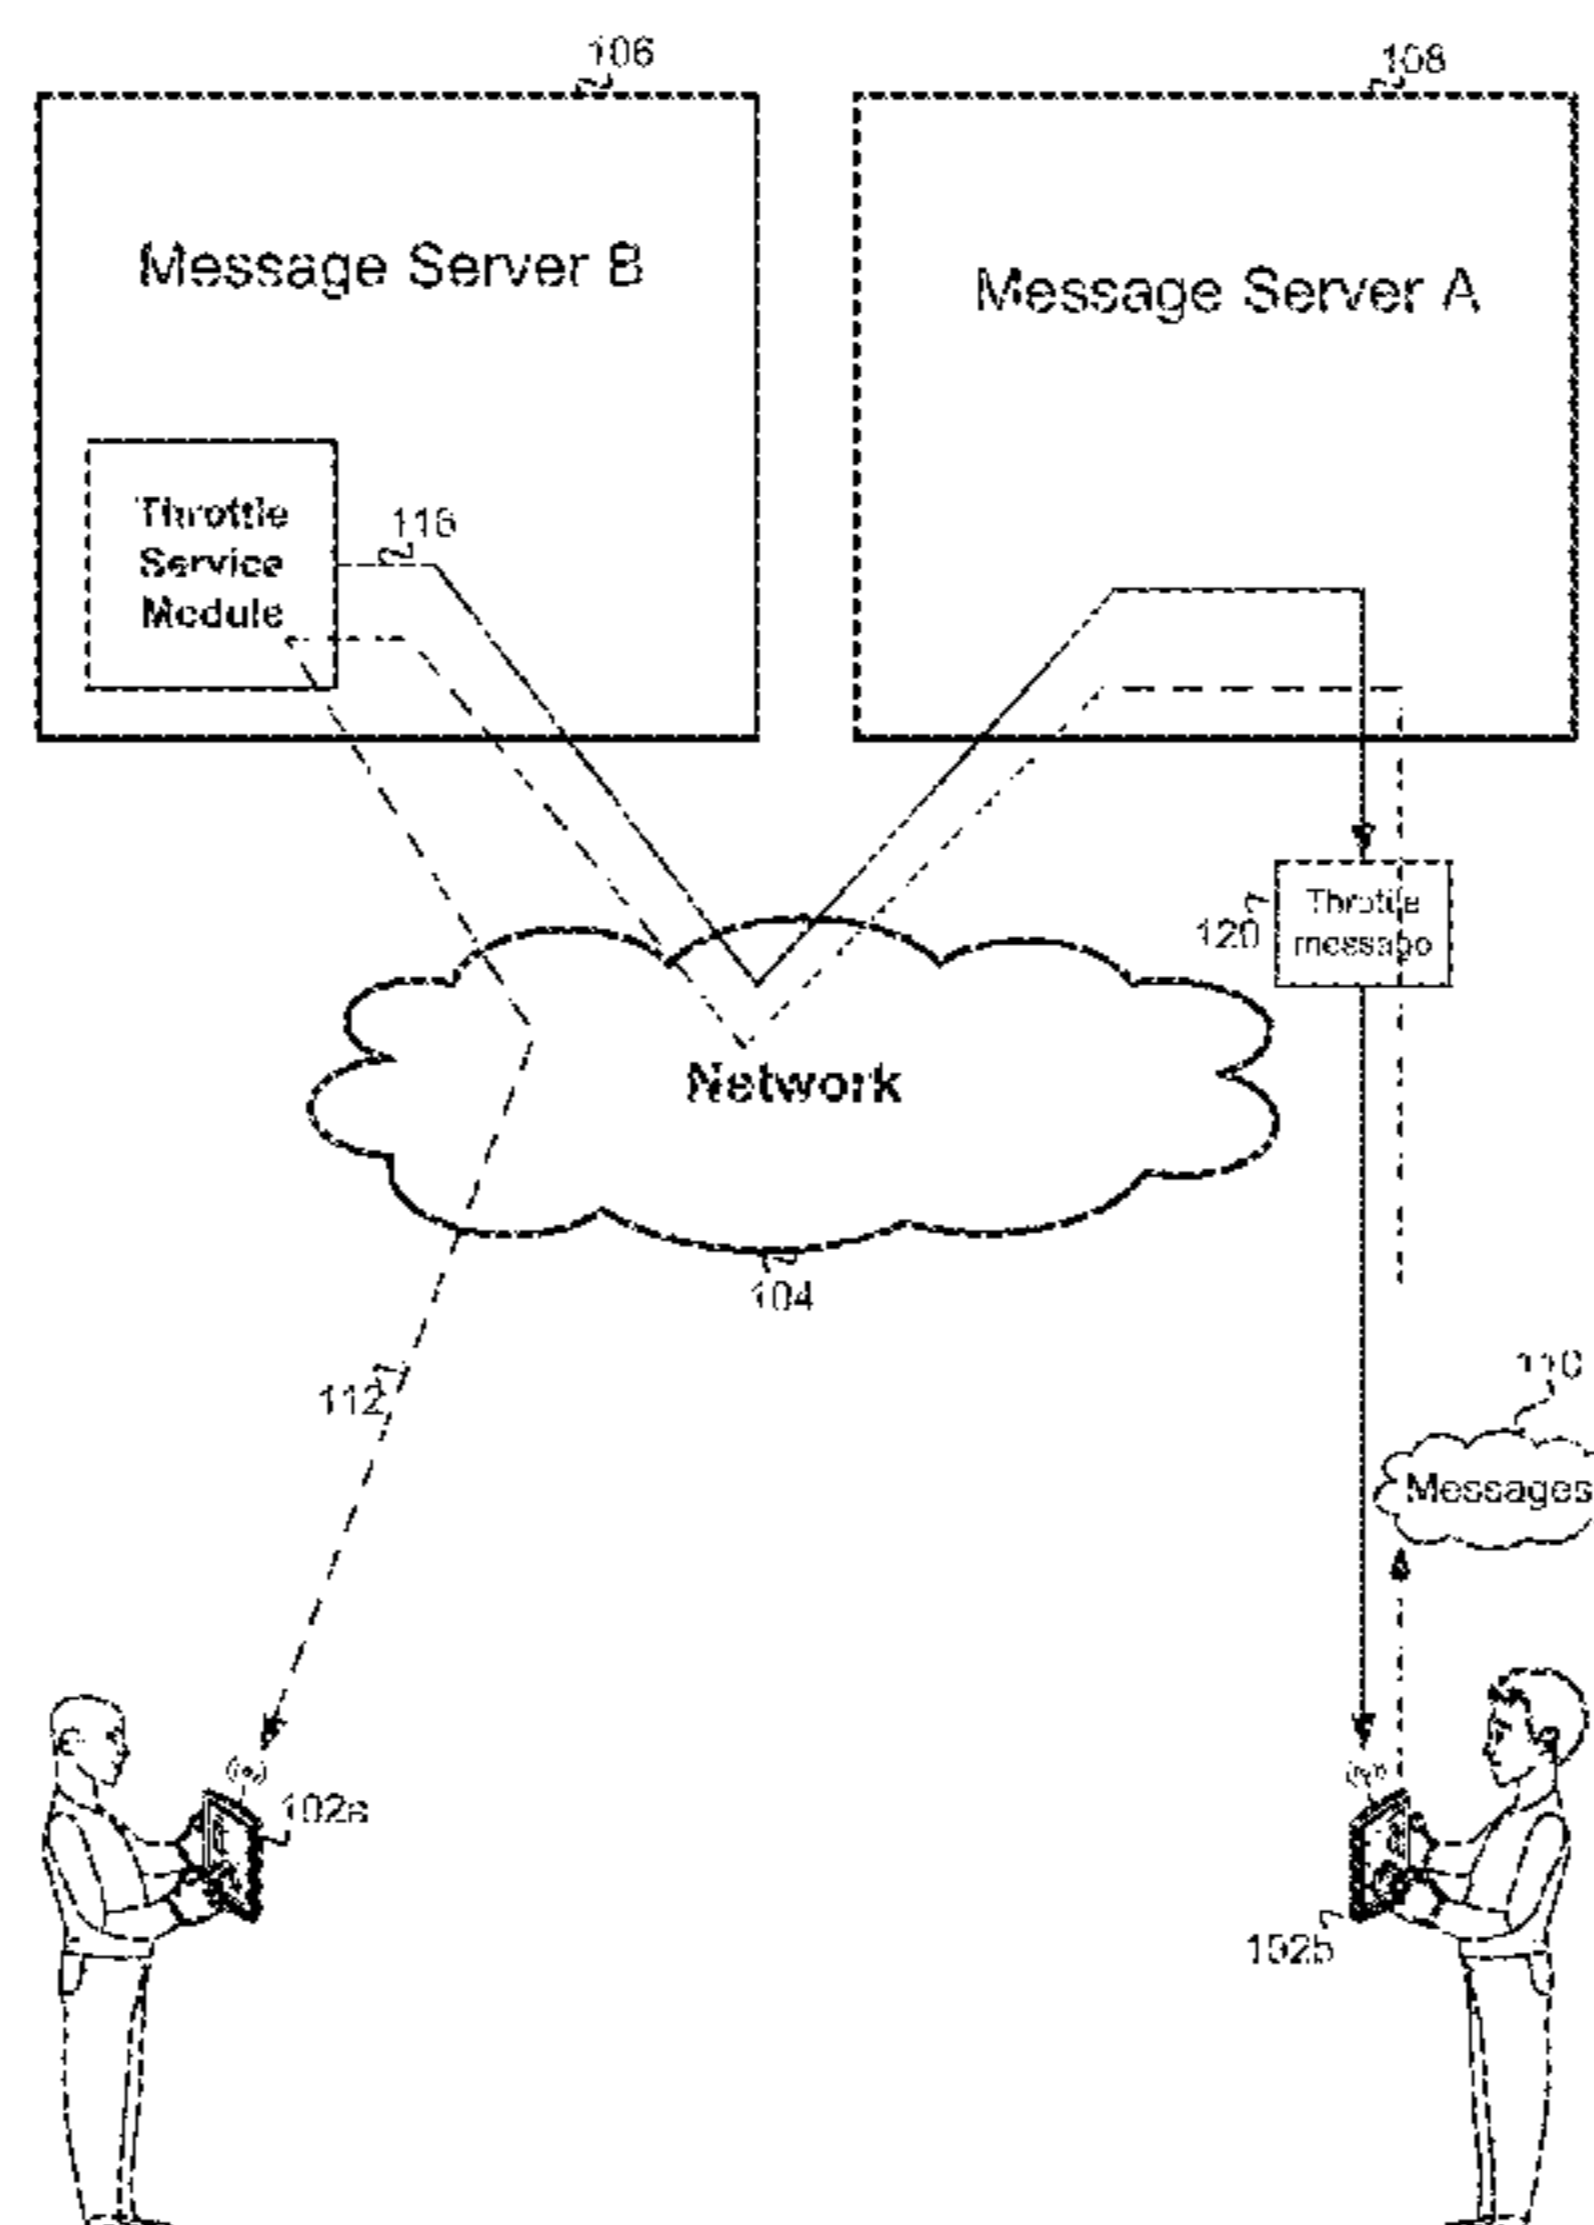 106
108
Message Server B
Message Server A
Throttle
Service
Module
116
Throttle
message
120
Network
104
112
110
Messages
102a
102b